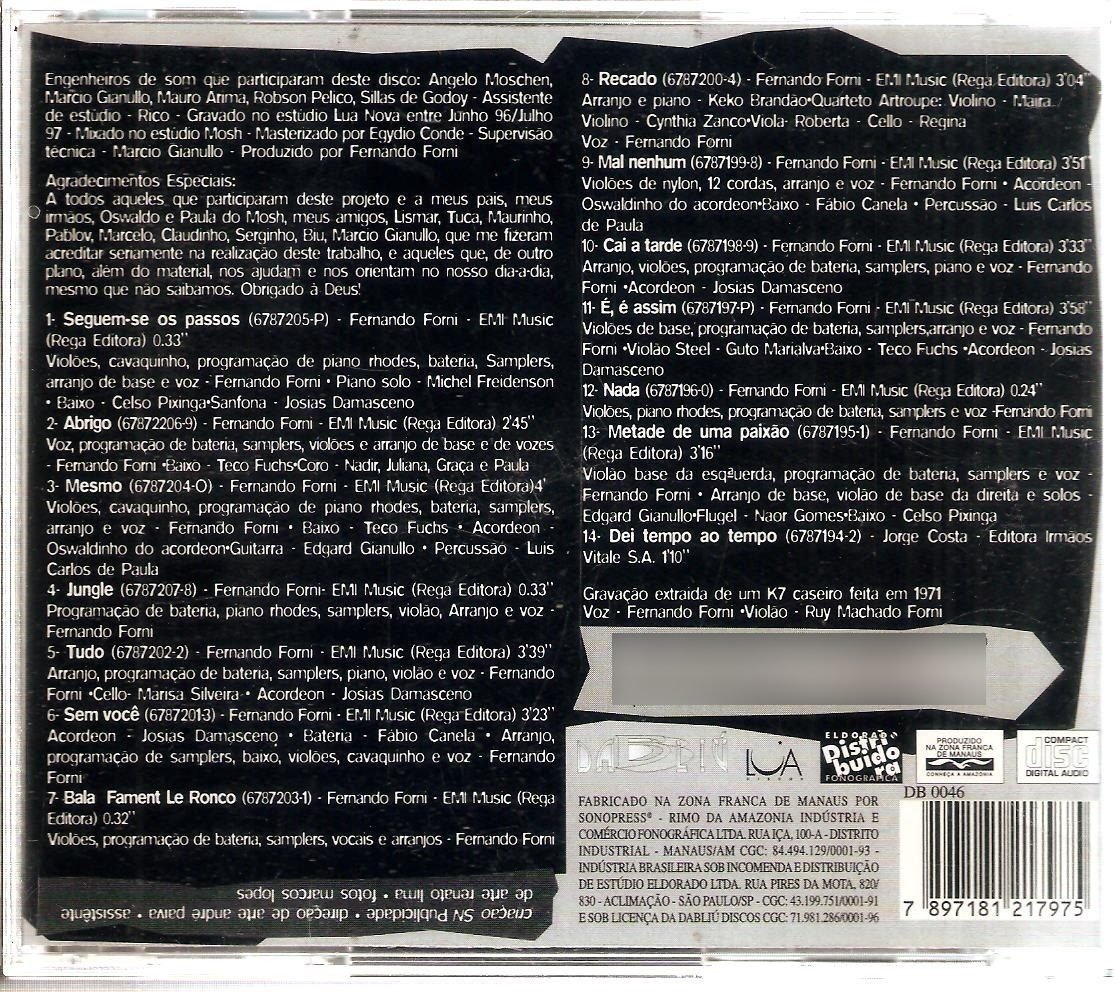 Engenheiros de som que participaram deste disco: Angelo Moschen,
Marcio Gianullo, Mauro Arima, Robson Pelico, Sillas de Godoy - Assistente
de estúdio - Rico - Gravado no estúdio Lua Nova entre Junho 96/Julho
97 - Mixado no estúdio Mosh - Masterizado por Egydio Conde - Supervisão
técnica - Marcio Gianullo - Produzido por Fernando Forni
Agradecimentos Especiais:
A todos aqueles que participaram deste projeto e a meus pais, meus
irmãos, Oswaldo e Paula do Mosh, meus amigos, Lismar, Tuca, Maurinho,
Pablov, Marcelo, Claudinho, Serginho, Biu, Marcio Gianullo, que me fizeram
acreditar seriamente na realização deste trabalho, e aqueles que, de outro
plano, além do material, nos ajudam e nos orientam no nosso dia-a-dia,
mesmo que não saibamos. Obrigado à Deus!
1- Seguem-se os passos (6787205-P) - Fernando Forni - EMI Music
(Rega Editora) 0.33"
Violões, cavaquinho, programação de piano rhodes, bateria, Samplers,
arranjo de base e voz - Fernando Forni • Piano solo - Michel Freidenson
• Baixo - Celso Pixinga•Sanfona - Josias Damasceno
2- Abrigo (67872206-9) - Fernando Forni - EMI Music (Rega Editora) 2'45"
Voz, programação de bateria, samplers, violões e arranjo de base e de vozes
- Fernando Forni •Baixo - Teco Fuchs•Coro - Nadir, Juliana, Graça e Paula
3- Mesmo (6787204-O) - Fernando Forni - EMI Music (Rega Editora)4'
Violões, cavaquinho, programação de piano rhodes, bateria, samplers,
arranjo e voz - Fernando Forni • Baixo - Teco Fuchs • Acordeon -
Oswaldinho do acordeon•Guitarra - Edgard Gianullo • Percussão - Luis
Carlos de Paula
4- Jungle (6787207-8) - Fernando Forni- EMI Music (Rega Editora) 0.33"
Programação de bateria, piano rhodes, samplers, violão, Arranjo e voz -
Fernando Forni
5- Tudo (6787202-2) - Fernando Forni - EMI Music (Rega Editora) 3'39"
Arranjo, programação de bateria, samplers, piano, violão e voz - Fernando
Forni •Cello- Marisa Silveira • Acordeon - Josias Damasceno
6- Sem você (6787201-3) - Fernando Forni - EMI Music (Rega Editora) 3'23"
Acordeon - Josias Damasceno • Bateria - Fábio Canela • Arranjo,
programação de samplers, baixo, violões, cavaquinho e voz - Fernando
Forni
7- Bala Fament Le Ronco (6787203-1) - Fernando Forni - EMI Music (Rega
Editora) 0.32"
Violões, programação de bateria, samplers, vocais e arranjos - Fernando Forni
criação SN Publicidade • direção de arte andré paiva • assistente
de arte renato lima • fotos marcos lopes
8- Recado (6787200-4) - Fernando Forni - EMI Music (Rega Editora) 3'04"
Arranjo e piano - Keko Brandão•Quarteto Artroupe: Violino - Maira
Violino - Cynthia Zanco•Viola- Roberta - Cello - Regina
Voz - Fernando Forni
9- Mal nenhum (6787199-8) - Fernando Forni - EMI Music (Rega Editora) 3'51"
Violões de nylon, 12 cordas, arranjo e voz - Fernando Forni • Acordeon -
Oswaldinho do acordeon•Baixo - Fábio Canela • Percussão - Luis Carlos
de Paula
10- Cai a tarde (6787198-9) - Fernando Forni - EMI Music (Rega Editora) 3'33"
Arranjo, violões, programação de bateria, samplers, piano e voz - Fernando
Forni •Acordeon - Josias Damasceno
11- É, é assim (6787197-P) - Fernando Forni - EMI Music (Rega Editora) 3'58"
Violões de base, programação de bateria, samplers,arranjo e voz - Fernando
Forni •Violão Steel - Guto Marialva•Baixo - Teco Fuchs •Acordeon - Josias
Damasceno
12- Nada (6787196-0) - Fernando Forni - EMI Music (Rega Editora) 0.24"
Violões, piano rhodes, programação de bateria, samplers e voz -Fernando Forni
13- Metade de uma paixão (6787195-1) - Fernando Forni - EMI Music
(Rega Editora) 3'16"
Violão base da esqªuerda, programação de bateria, samplers e voz -
Fernando Forni • Arranjo de base, violão de base da direita e solos -
Edgard Gianullo•Flugel - Naor Gomes•Baixo - Celso Pixinga
14- Dei tempo ao tempo (6787194-2) - Jorge Costa - Editora Irmãos
Vitale S.A. 1'10"
Gravação extraida de um K7 caseiro feita em 1971
Voz - Fernando Forni •Violão - Ruy Machado Forni
DABLIÚ
LUA
DISCOS
ELDORADO
Distribuidora
FONOGRÁFICA
PRODUZIDO
NA ZONA FRANCA
DE MANAUS
CONHEÇA A AMAZÔNIA
COMPACT
disc
DIGITAL AUDIO
DB 0046
FABRICADO NA ZONA FRANCA DE MANAUS POR
SONOPRESS® - RIMO DA AMAZONIA INDÚSTRIA E
COMÉRCIO FONOGRÁFICA LTDA. RUA IÇA, 100-A - DISTRITO
INDUSTRIAL - MANAUS/AM CGC: 84.494.129/0001-93 -
INDÚSTRIA BRASILEIRA SOB INCOMENDA E DISTRIBUIÇÃO
DE ESTÚDIO ELDORADO LTDA. RUA PIRES DA MOTA, 820/
830 - ACLIMAÇÃO - SÃO PAULO/SP - CGC: 43.199.751/0001-91
E SOB LICENÇA DA DABLIÚ DISCOS CGC: 71.981.286/0001-96
7 897181 217975